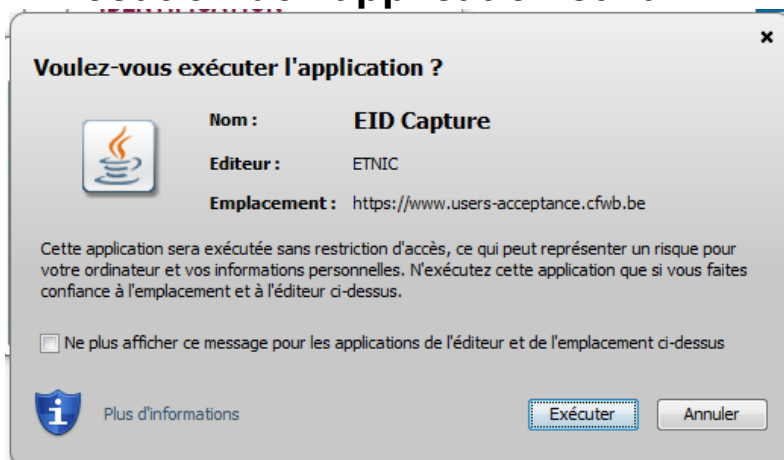 IDENTIFICATION
Voulez-vous exécuter l'application ?
Nom : EID Capture
Editeur : ETNIC
Emplacement : https://www.users-acceptance.cfwb.be
Cette application sera exécutée sans restriction d'accès, ce qui peut représenter un risque pour
votre ordinateur et vos informations personnelles. N'exécutez cette application que si vous faites
confiance à l'emplacement et à l'éditeur ci-dessus.
Ne plus afficher ce message pour les applications de l'éditeur et de l'emplacement ci-dessus
Plus d'informations
Exécuter Annuler